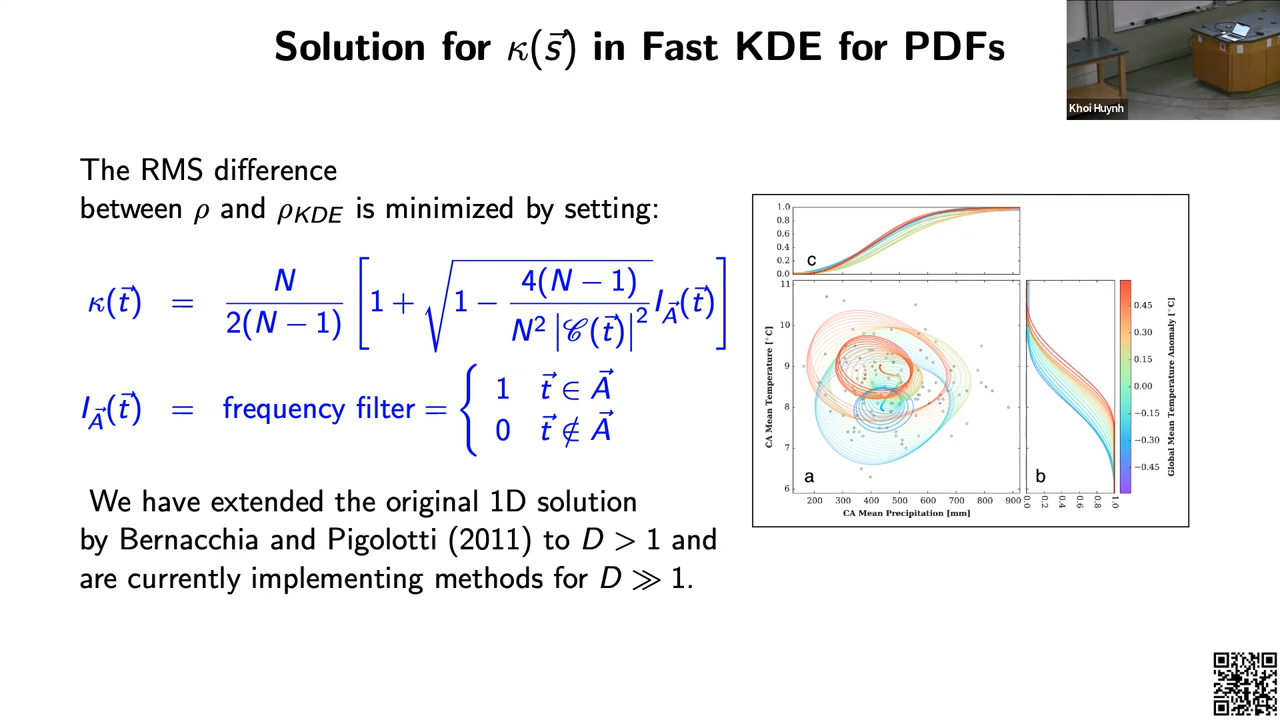 Solution for κ(s⃗) in Fast KDE for PDFs
Khoi Huynh
The RMS difference
between ρ and ρ_KDE is minimized by setting:
κ(t⃗) = N / 2(N − 1) [ 1 + √(1 − 4(N − 1) / N² |𝒞(t⃗)|²) I_A⃗(t⃗) ]
I_A⃗(t⃗) = frequency filter = { 1 t⃗ ∈ A⃗
0 t⃗ ∉ A⃗
We have extended the original 1D solution
by Bernacchia and Pigolotti (2011) to D > 1 and
are currently implementing methods for D ≫ 1.
1.0
0.8
0.6
0.4
0.2
0.0
c
11
10
9
8
7
6
CA Mean Temperature [°C]
a
200 300 400 500 600 700 800 900
CA Mean Precipitation [mm]
b
0.0 0.2 0.4 0.6 0.8 1.0
0.45
0.30
0.15
0.00
−0.15
−0.30
−0.45
Global Mean Temperature Anomaly [°C]